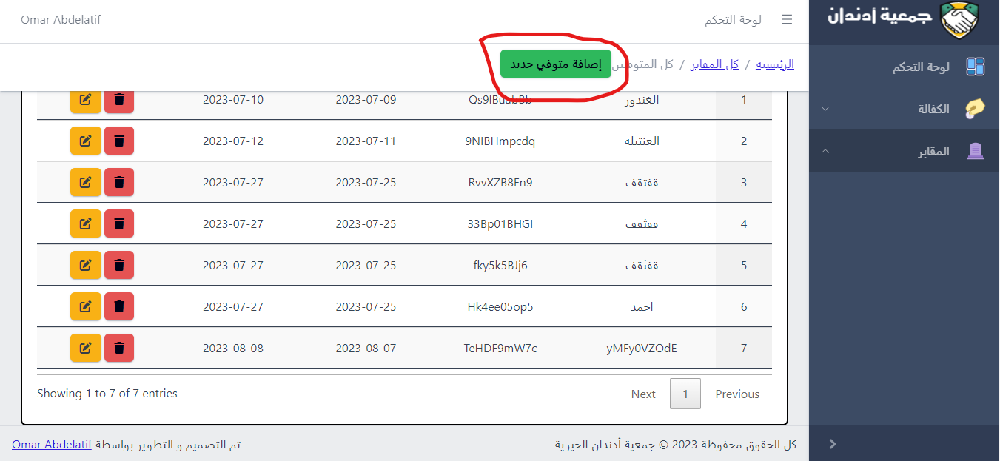 جمعية أدندان
لوحة التحكم
الكفالة
المقابر
لوحة التحكم
Omar Abdelatif
الرئيسية / كل المقابر / كل المتوفيين
إضافة متوفي جديد
1 الغندور Qs9lBuabBb 2023-07-09 2023-07-10
2 العنتيلة 9NIBHmpcdq 2023-07-11 2023-07-12
3 قفثقف RvvXZB8Fn9 2023-07-25 2023-07-27
4 قفثقف 33Bp01BHGI 2023-07-25 2023-07-27
5 قفثقف fky5k5BJj6 2023-07-25 2023-07-27
6 احمد Hk4ee05op5 2023-07-25 2023-07-27
7 yMFy0VZOdE TeHDF9mW7c 2023-08-07 2023-08-08
Previous 1 Next
Showing 1 to 7 of 7 entries
كل الحقوق محفوظة 2023 © جمعية أدندان الخيرية
تم التصميم و التطوير بواسطة Omar Abdelatif